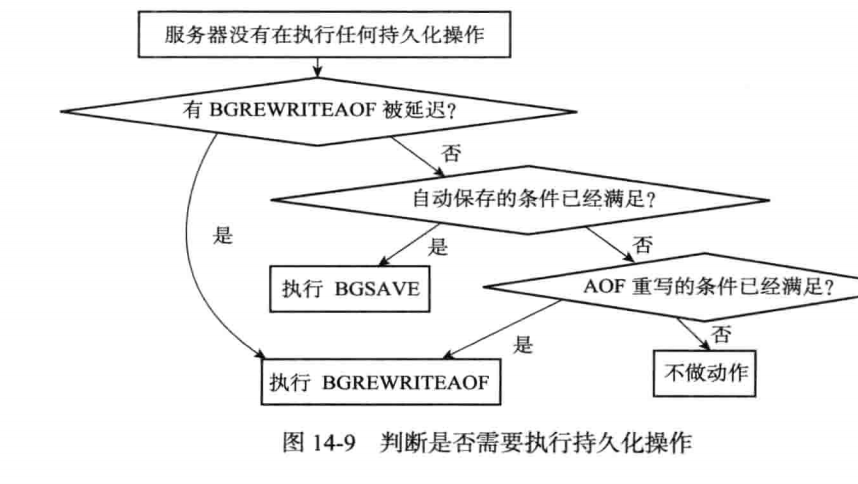 服务器没有在执行任何持久化操作
有 BGREWRITEAOF 被延迟?
否
自动保存的条件已经满足?
是
是
否
执行 BGSAVE
AOF 重写的条件已经满足?
是
否
执行 BGREWRITEAOF
不做动作
图 14-9 判断是否需要执行持久化操作